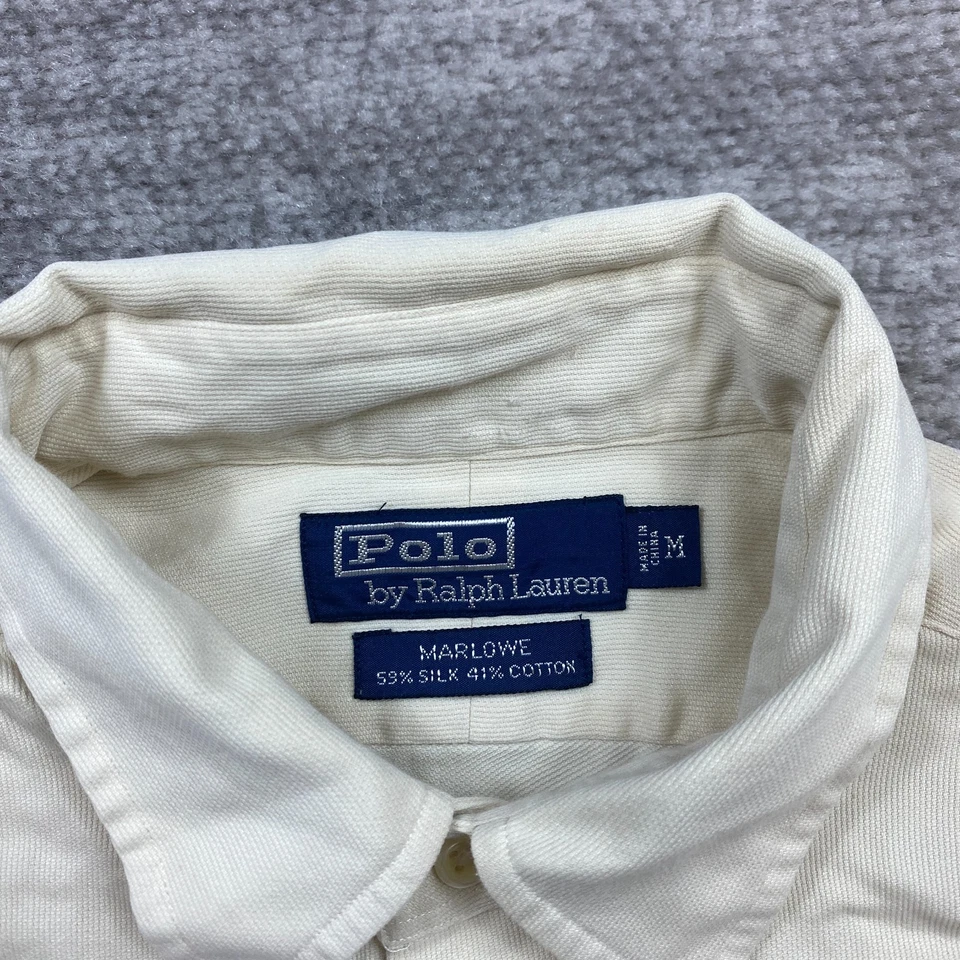 Polo
by Ralph Lauren
MADE IN
CHINA
M
MARLOWE
59% SILK 41% COTTON